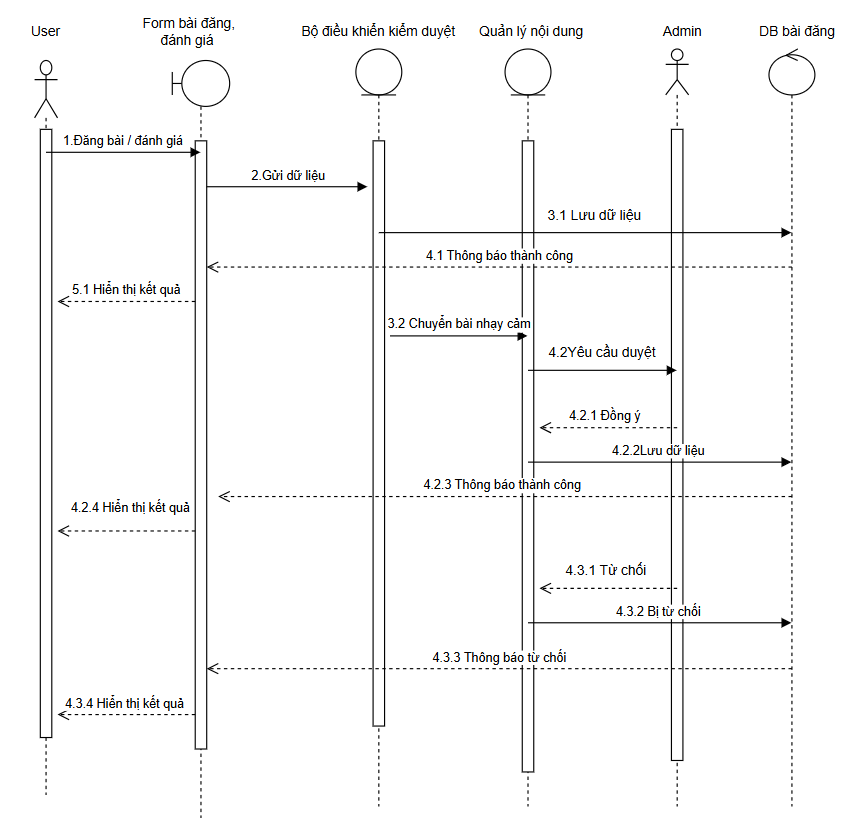 User
Form bài đăng,
đánh giá
Bộ điều khiển kiểm duyệt
Quản lý nội dung
Admin
DB bài đăng
1.Đăng bài / đánh giá
2.Gửi dữ liệu
3.1 Lưu dữ liệu
4.1 Thông báo thành công
5.1 Hiển thị kết quả
3.2 Chuyển bài nhạy cảm
4.2Yêu cầu duyệt
4.2.1 Đồng ý
4.2.2Lưu dữ liệu
4.2.3 Thông báo thành công
4.2.4 Hiển thị kết quả
4.3.1 Từ chối
4.3.2 Bị từ chối
4.3.3 Thông báo từ chối
4.3.4 Hiển thị kết quả